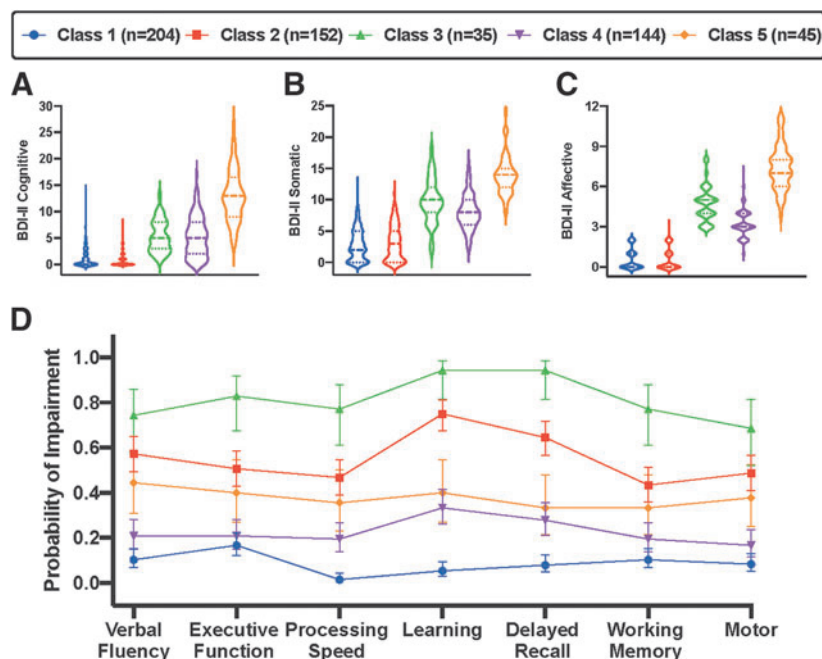 Class 1 (n=204) Class 2 (n=152) Class 3 (n=35) Class 4 (n=144) Class 5 (n=45)
A
BDI-II Cognitive
30
25
20
15
10
5
0
B
BDI-II Somatic
25
20
15
10
5
0
C
BDI-II Affective
12
9
6
3
0
D
Probability of Impairment
1.0
0.8
0.6
0.4
0.2
0.0
Verbal Executive Processing Learning Delayed Working Motor
Fluency Function Speed Recall Memory